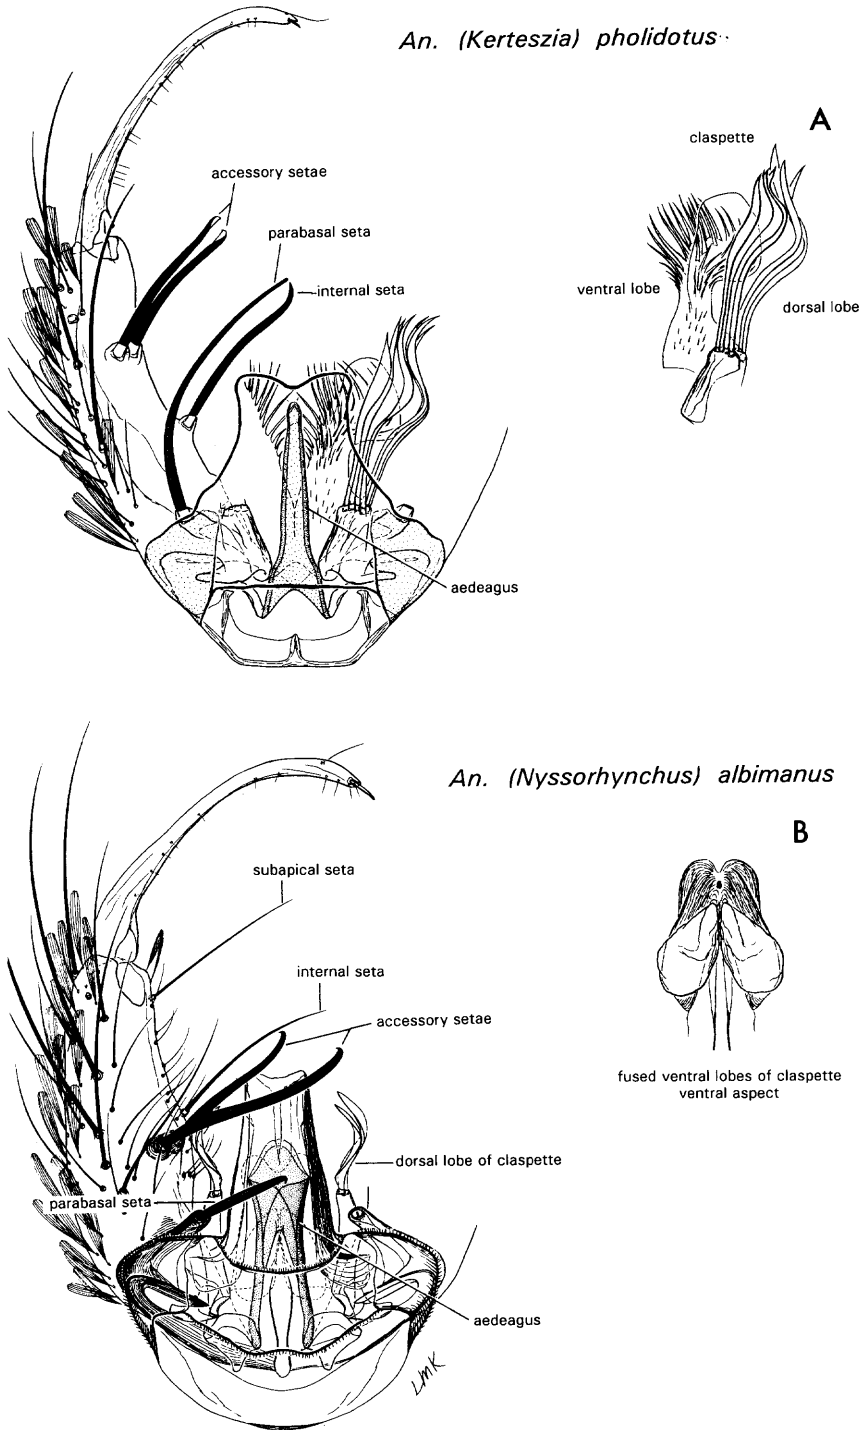 An. (Kerteszia) pholidotus
A
claspette
accessory setae
parabasal seta
internal seta
ventral lobe
dorsal lobe
aedeagus
An. (Nyssorhynchus) albimanus
B
subapical seta
internal seta
accessory setae
fused ventral lobes of claspette
ventral aspect
dorsal lobe of claspette
parabasal seta
aedeagus
LMK